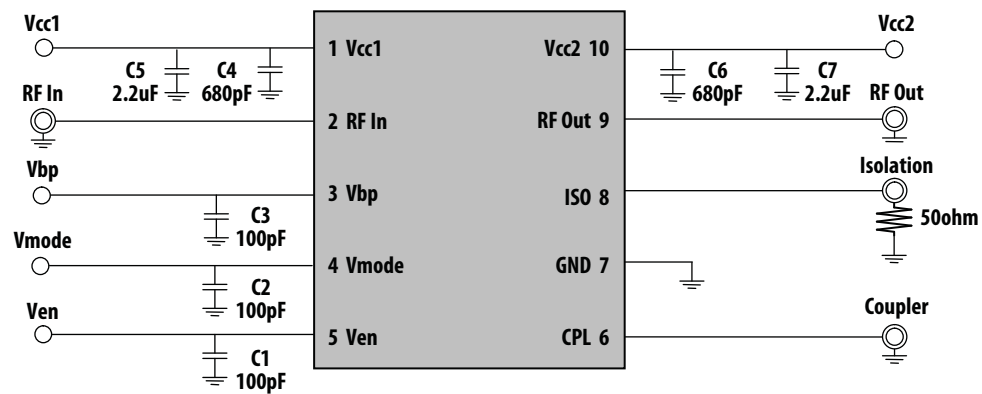 Vcc1
Vcc2
1 Vcc1
Vcc2 10
C5
2.2uF
C4
680pF
C6
680pF
C7
2.2uF
RF In
RF Out
2 RF In
RF Out 9
Vbp
Isolation
3 Vbp
ISO 8
C3
100pF
50ohm
Vmode
4 Vmode
GND 7
C2
100pF
Ven
Coupler
5 Ven
CPL 6
C1
100pF